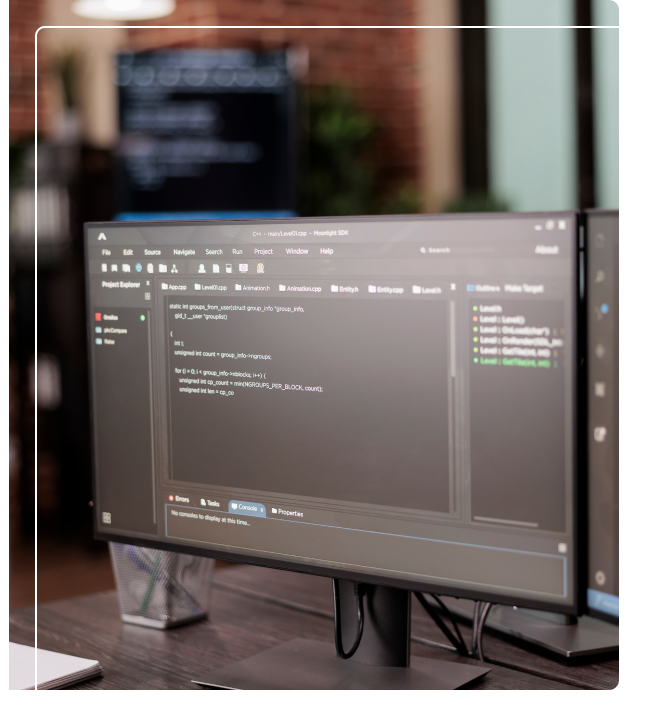 C++ - main/Level01.cpp - Moonlight SDK
File Edit Source Navigate Search Run Project Window Help Search About
Project Explorer
App.cpp Level01.cpp Animation.h Animation.cpp Entity.h Entity.cpp Level.h
Outliners Make Target
static int groups_from_user(struct group_info *group_info,
gid_t __user *grouplist)
{
int i;
unsigned int count = group_info->ngroups;
for (i = 0; i < group_info->nblocks; i++) {
unsigned int cp_count = min(NGROUPS_PER_BLOCK, count);
unsigned int len = cp_co
Level.h
Level :: Level()
Level :: OnLoad(char*)
Level :: OnRender(SDL_
Level :: GetTile(int, int)
Level :: GetTile(int, int)
Errors Tasks Console x Properties
No consoles to display at this time...